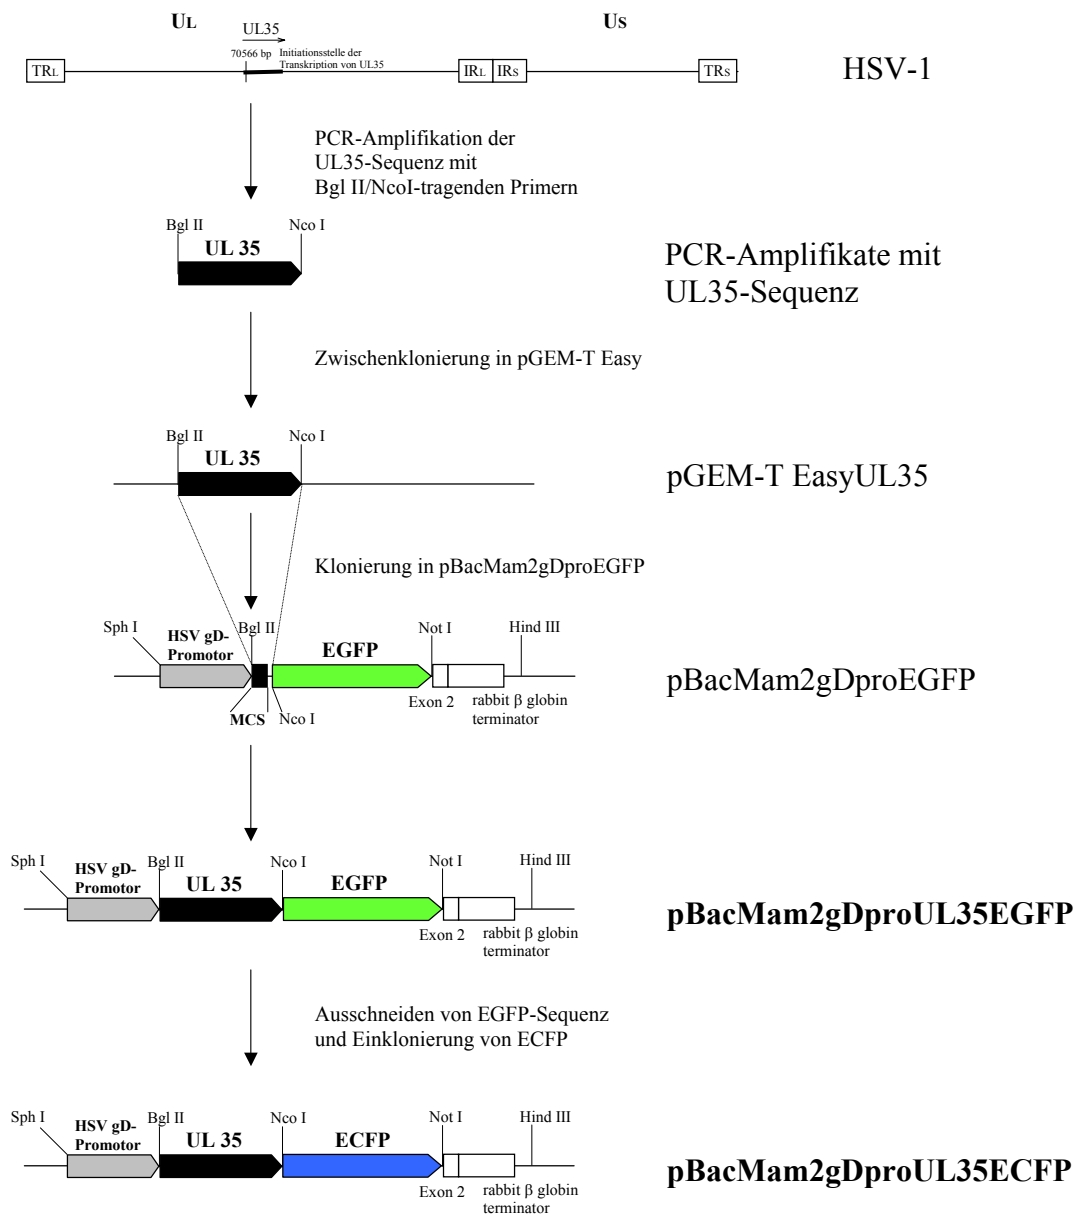 UL
US
UL35
70566 bp
Initiationsstelle der
Transkription von UL35
TRL
IRL
IRS
TRS
HSV-1
PCR-Amplifikation der
UL35-Sequenz mit
Bgl II/NcoI-tragenden Primern
Bgl II
Nco I
UL 35
PCR-Amplifikate mit
UL35-Sequenz
Zwischenklonierung in pGEM-T Easy
Bgl II
Nco I
UL 35
pGEM-T EasyUL35
Klonierung in pBacMam2gDproEGFP
Sph I
HSV gD-
Promotor
Bgl II
EGFP
Not I
Hind III
pBacMam2gDproEGFP
MCS
Nco I
Exon 2
rabbit β globin
terminator
Sph I
HSV gD-
Promotor
Bgl II
UL 35
Nco I
EGFP
Not I
Hind III
pBacMam2gDproUL35EGFP
Exon 2
rabbit β globin
terminator
Ausschneiden von EGFP-Sequenz
und Einklonierung von ECFP
Sph I
HSV gD-
Promotor
Bgl II
UL 35
Nco I
ECFP
Not I
Hind III
pBacMam2gDproUL35ECFP
Exon 2
rabbit β globin
terminator